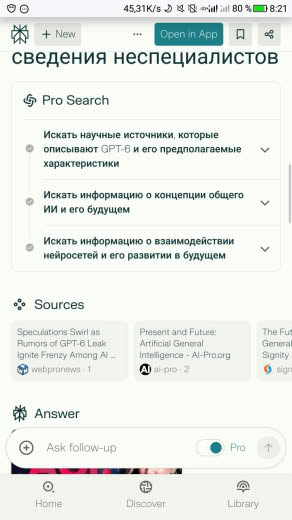 45,31K/s 80 % 8:21
+ New ··· Open in App
сведения неспециалистов
Pro Search
Искать научные источники, которые
описывают GPT-6 и его предполагаемые
характеристики
Искать информацию о концепции общего
ИИ и его будущем
Искать информацию о взаимодействии
нейросетей и его развитии в будущем
Sources
Speculations Swirl as
Rumors of GPT-6 Leak
Ignite Frenzy Among AI ...
webpronews · 1
Present and Future:
Artificial General
Intelligence - AI-Pro.org
ai-pro · 2
The Fut
General
Signity
sign
Answer
Ask follow-up Pro
Home Discover Library